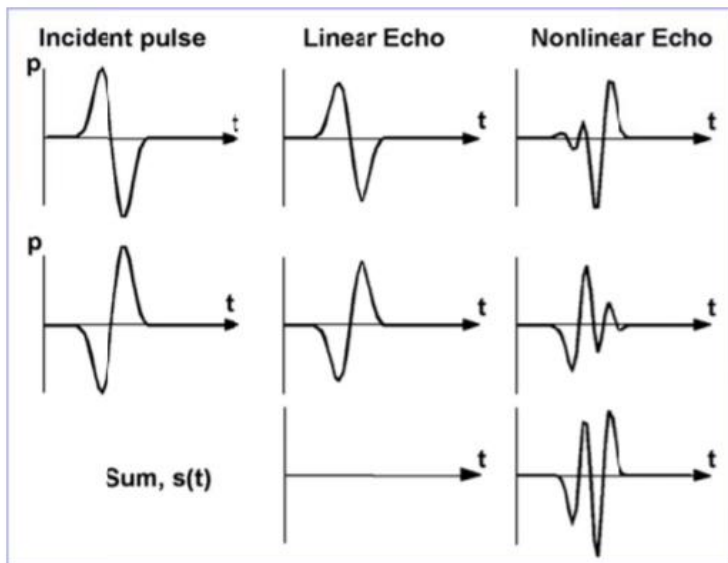 Incident pulse Linear Echo Nonlinear Echo
p t t t
p t t t
Sum, s(t) t t